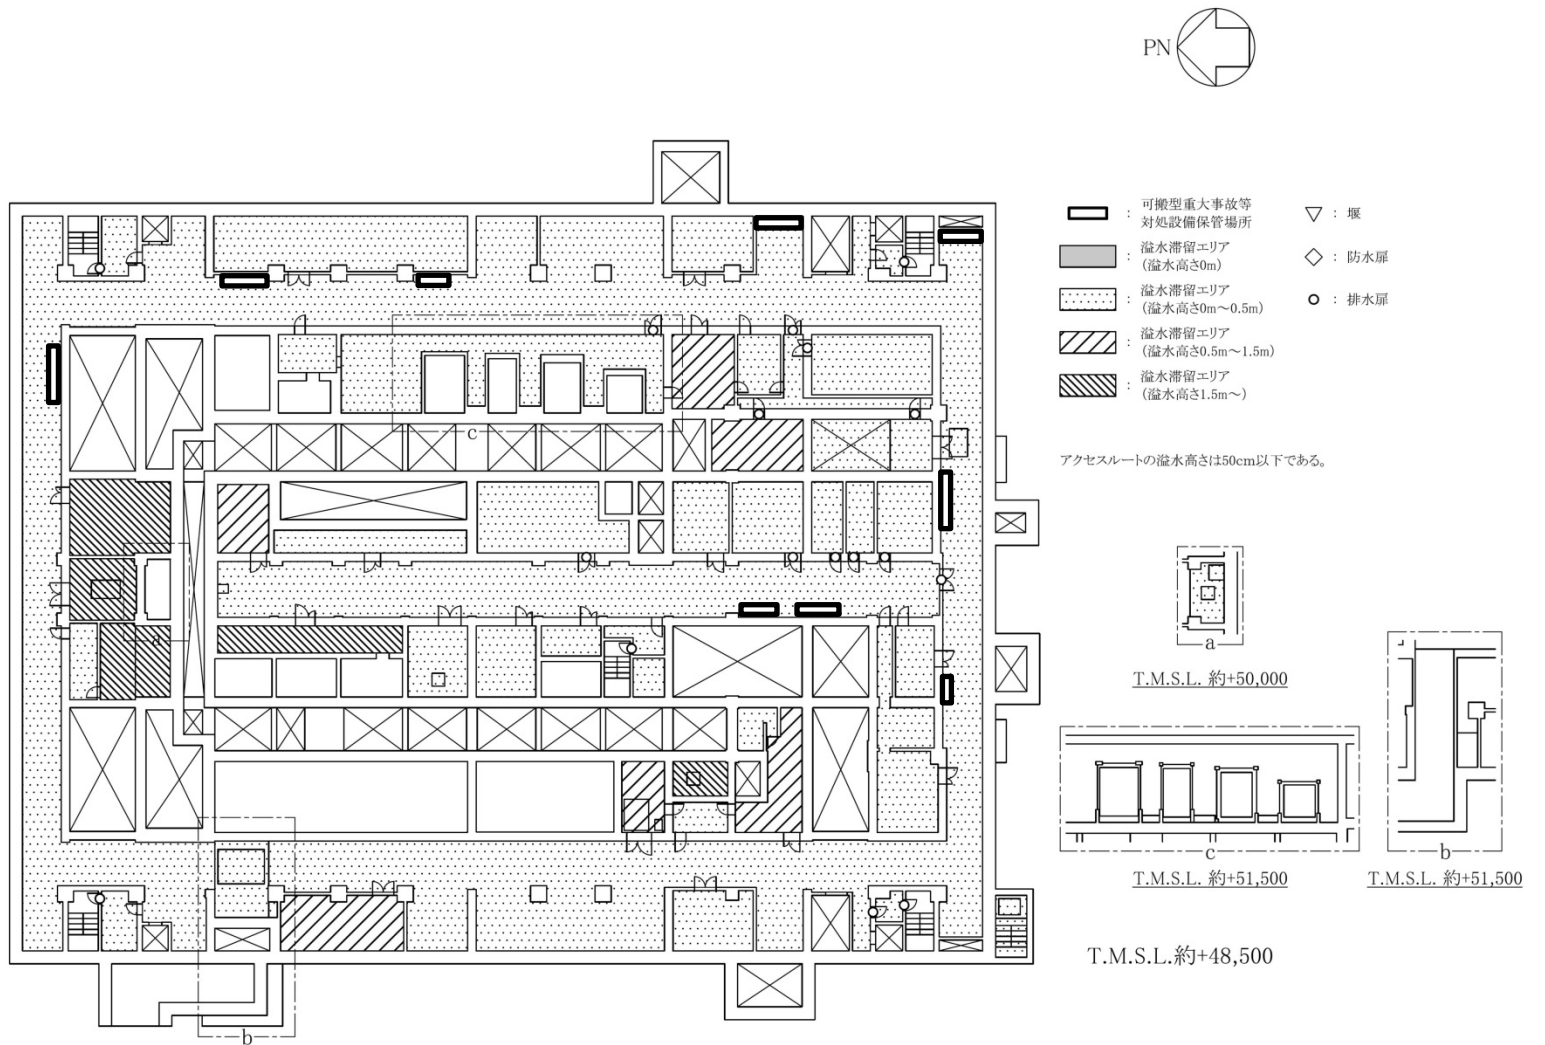 PN
: 可搬型重大事故等
対処設備保管場所
: 堰
: 溢水滞留エリア
(溢水高さ0m)
: 防水扉
: 溢水滞留エリア
(溢水高さ0m～0.5m)
: 排水扉
: 溢水滞留エリア
(溢水高さ0.5m～1.5m)
: 溢水滞留エリア
(溢水高さ1.5m～)
アクセスルートの溢水高さは50cm以下である。
c
a
b
a
T.M.S.L. 約+50,000
c
T.M.S.L. 約+51,500
b
T.M.S.L. 約+51,500
T.M.S.L.約+48,500